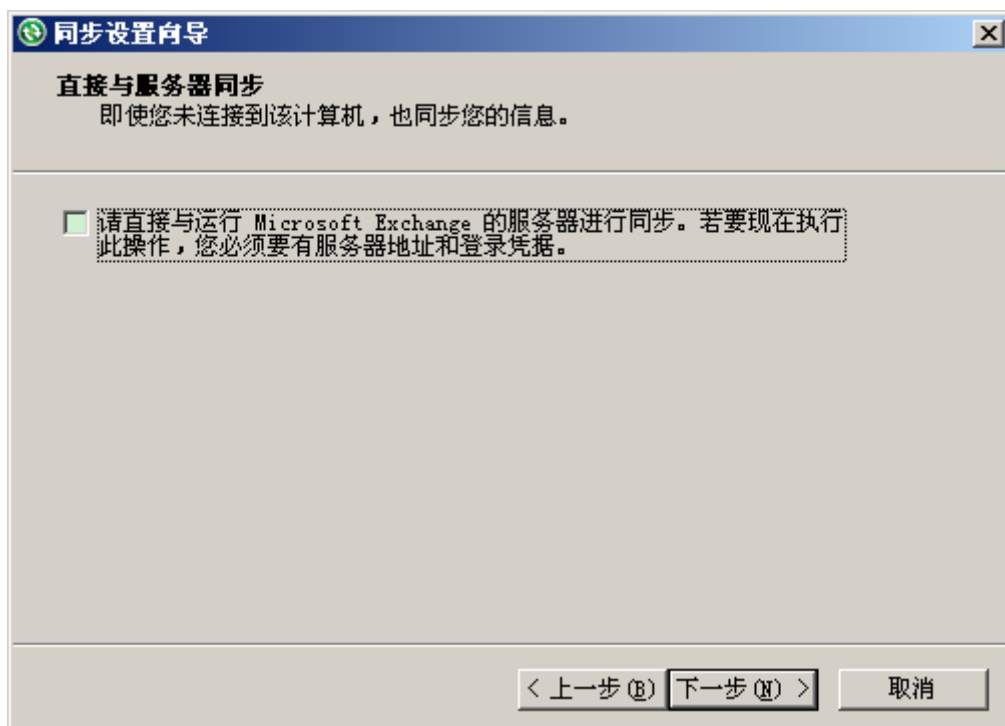 同步设置向导
直接与服务器同步
即使您未连接到该计算机，也同步您的信息。
请直接与运行 Microsoft Exchange 的服务器进行同步。若要现在执行
此操作，您必须要有服务器地址和登录凭据。
< 上一步(B) 下一步(N) > 取消